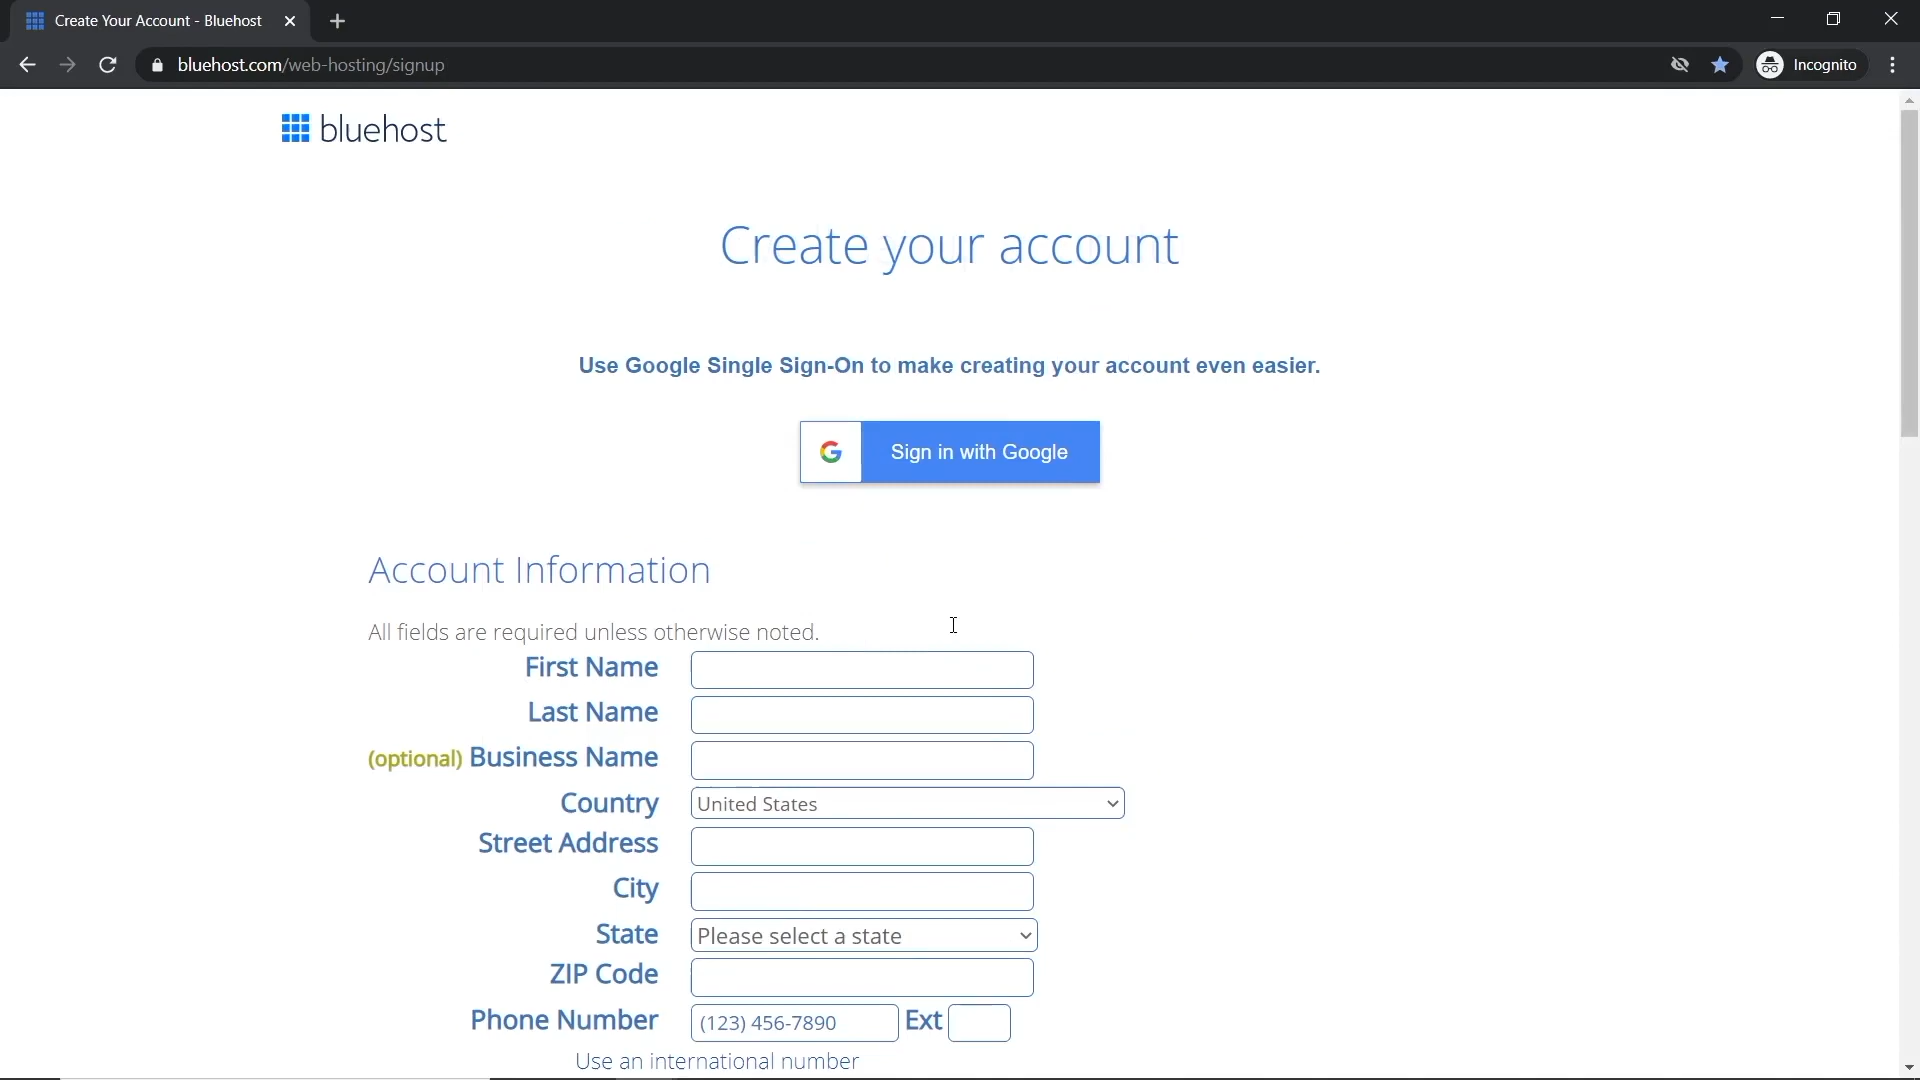 Create Your Account - Bluehost
bluehost.com/web-hosting/signup
Incognito
bluehost
Create your account
Use Google Single Sign-On to make creating your account even easier.
G Sign in with Google
Account Information
All fields are required unless otherwise noted.
First Name
Last Name
(optional) Business Name
Country United States
Street Address
City
State Please select a state
ZIP Code
Phone Number (123) 456-7890 Ext
Use an international number